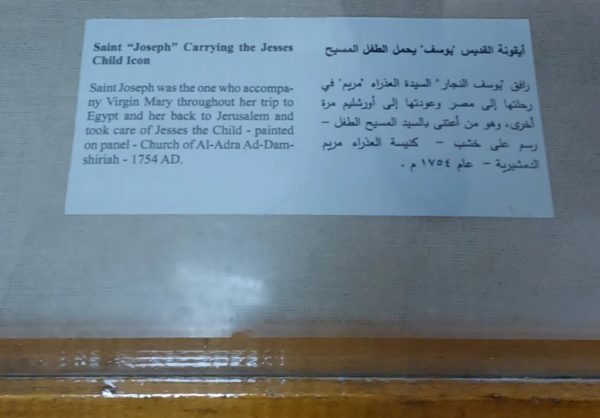 Saint "Joseph" Carrying the Jesses
Child Icon
Saint Joseph was the one who accompa-
ny Virgin Mary throughout her trip to
Egypt and her back to Jerusalem and
took care of Jesses the Child - painted
on panel - Church of Al-Adra Ad-Dam-
shiriah - 1754 AD.
أيقونة القديس "يوسف" يحمل الطفل المسيح
رافق "يوسف النجار" السيدة العذراء "مريم" في
رحلتها إلى مصر وعودتها إلى أورشليم مرة
أخرى، وهو من أعتنى بالسيد المسيح الطفل –
رسم على خشب – كنيسة العذراء مريم
الدمشيرية – عام ١٧٥٤ م .